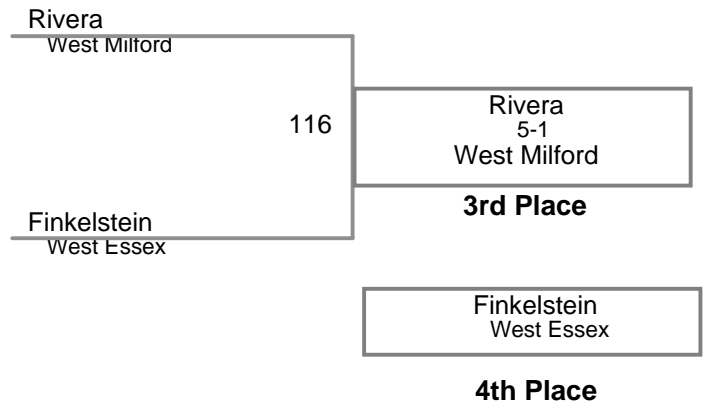 Rivera
West Milford
116
Rivera
5-1
West Milford
3rd Place
Finkelstein
West Essex
Finkelstein
West Essex
4th Place